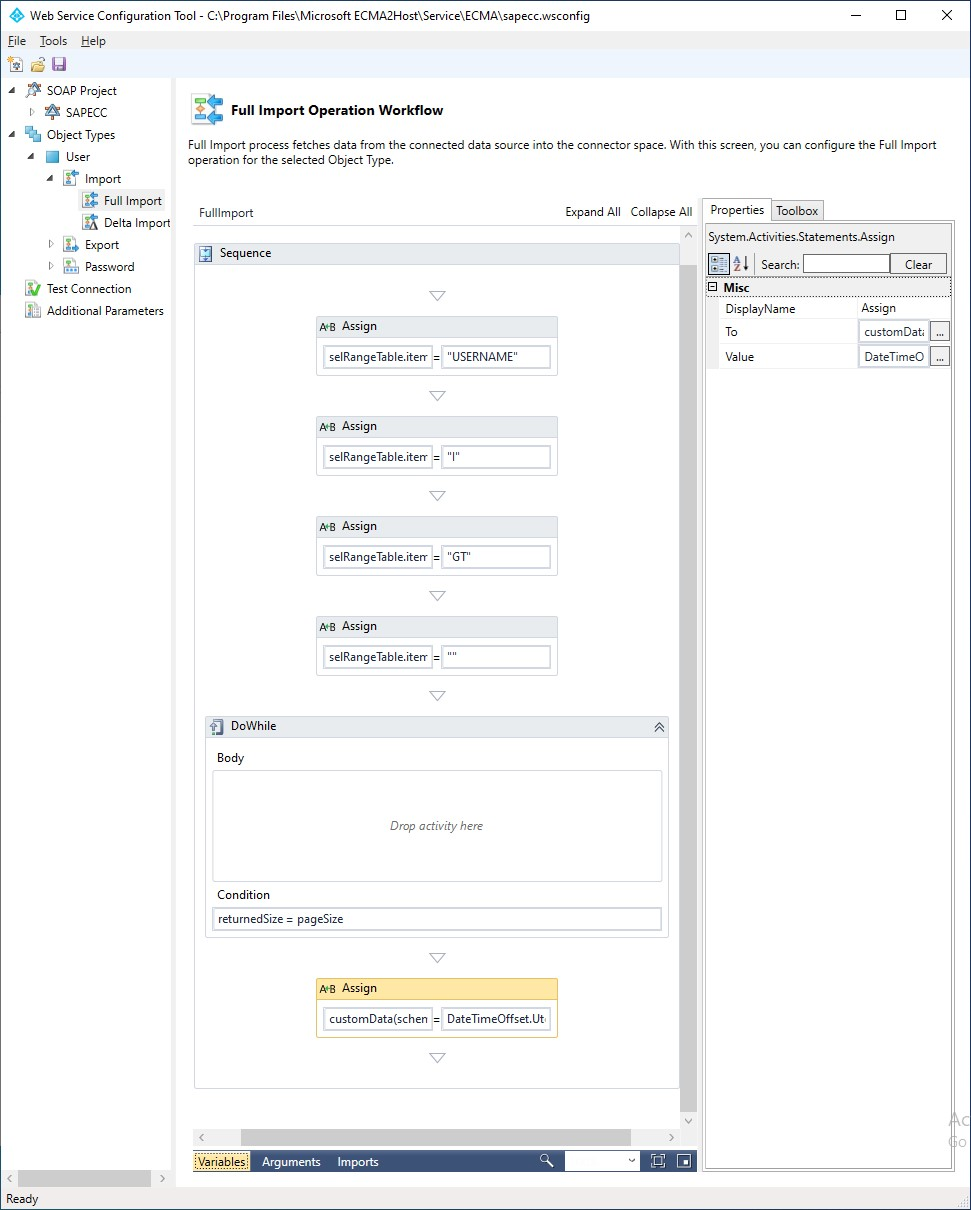 Web Service Configuration Tool - C:\Program Files\Microsoft ECMA2Host\Service\ECMA\sapecc.wsconfig
File Tools Help
SOAP Project
SAPECC
Object Types
User
Import
Full Import
Delta Import
Export
Password
Test Connection
Additional Parameters
Full Import Operation Workflow
Full Import process fetches data from the connected data source into the connector space. With this screen, you can configure the Full Import
operation for the selected Object Type.
FullImport Expand All Collapse All
Sequence
A+B Assign
selRangeTable.item = "USERNAME"
A+B Assign
selRangeTable.item = "I"
A+B Assign
selRangeTable.item = "GT"
A+B Assign
selRangeTable.item = ""
DoWhile
Body
Drop activity here
Condition
returnedSize = pageSize
A+B Assign
customData(schem = DateTimeOffset.Ut
Variables Arguments Imports
Properties Toolbox
System.Activities.Statements.Assign
Search: Clear
Misc
DisplayName Assign
To customData ...
Value DateTimeO ...
Ac
Go
Ready